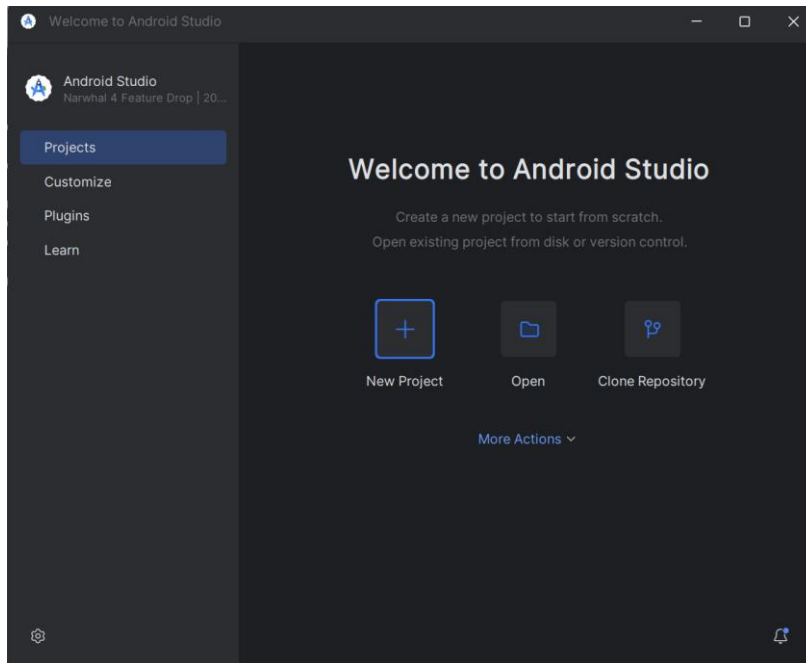 Welcome to Android Studio
Android Studio
Narwhal 4 Feature Drop | 20...
Projects
Customize
Plugins
Learn
Welcome to Android Studio
Create a new project to start from scratch.
Open existing project from disk or version control.
New Project
Open
Clone Repository
More Actions